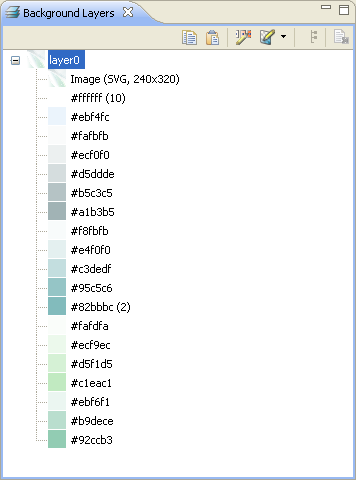 Background Layers
layer0
Image (SVG, 240x320)
#ffffff (10)
#ebf4fc
#fafbfb
#ecf0f0
#d5ddde
#b5c3c5
#a1b3b5
#f8fbfb
#e4f0f0
#c3dedf
#95c5c6
#82bbbc (2)
#fafdfa
#ecf9ec
#d5f1d5
#c1eac1
#ebf6f1
#b9dece
#92ccb3